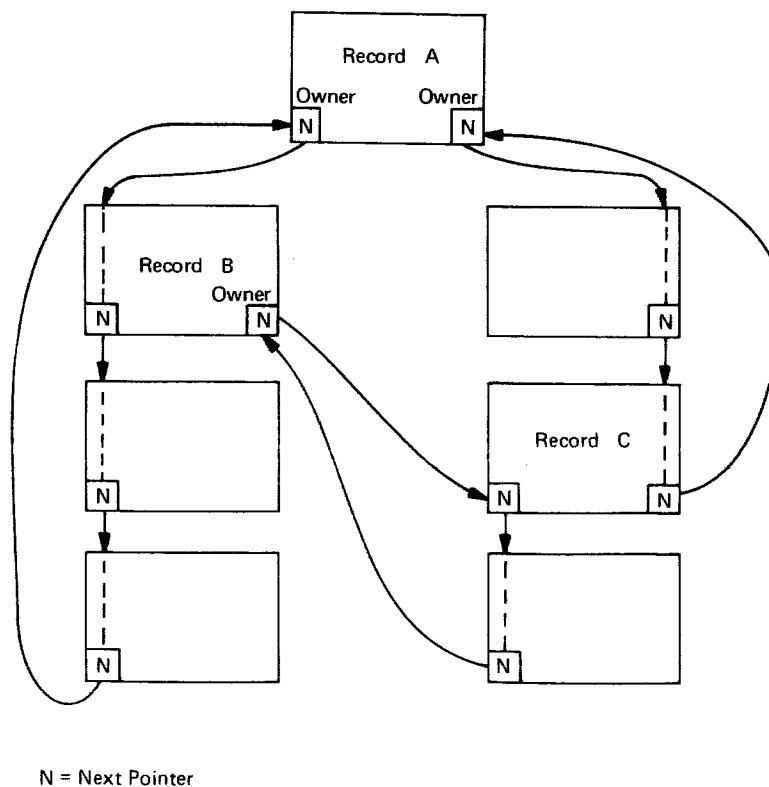 Record A
Owner Owner
N N
Record B
Owner
N N
N
N
Record C
N N
N
N
N = Next Pointer